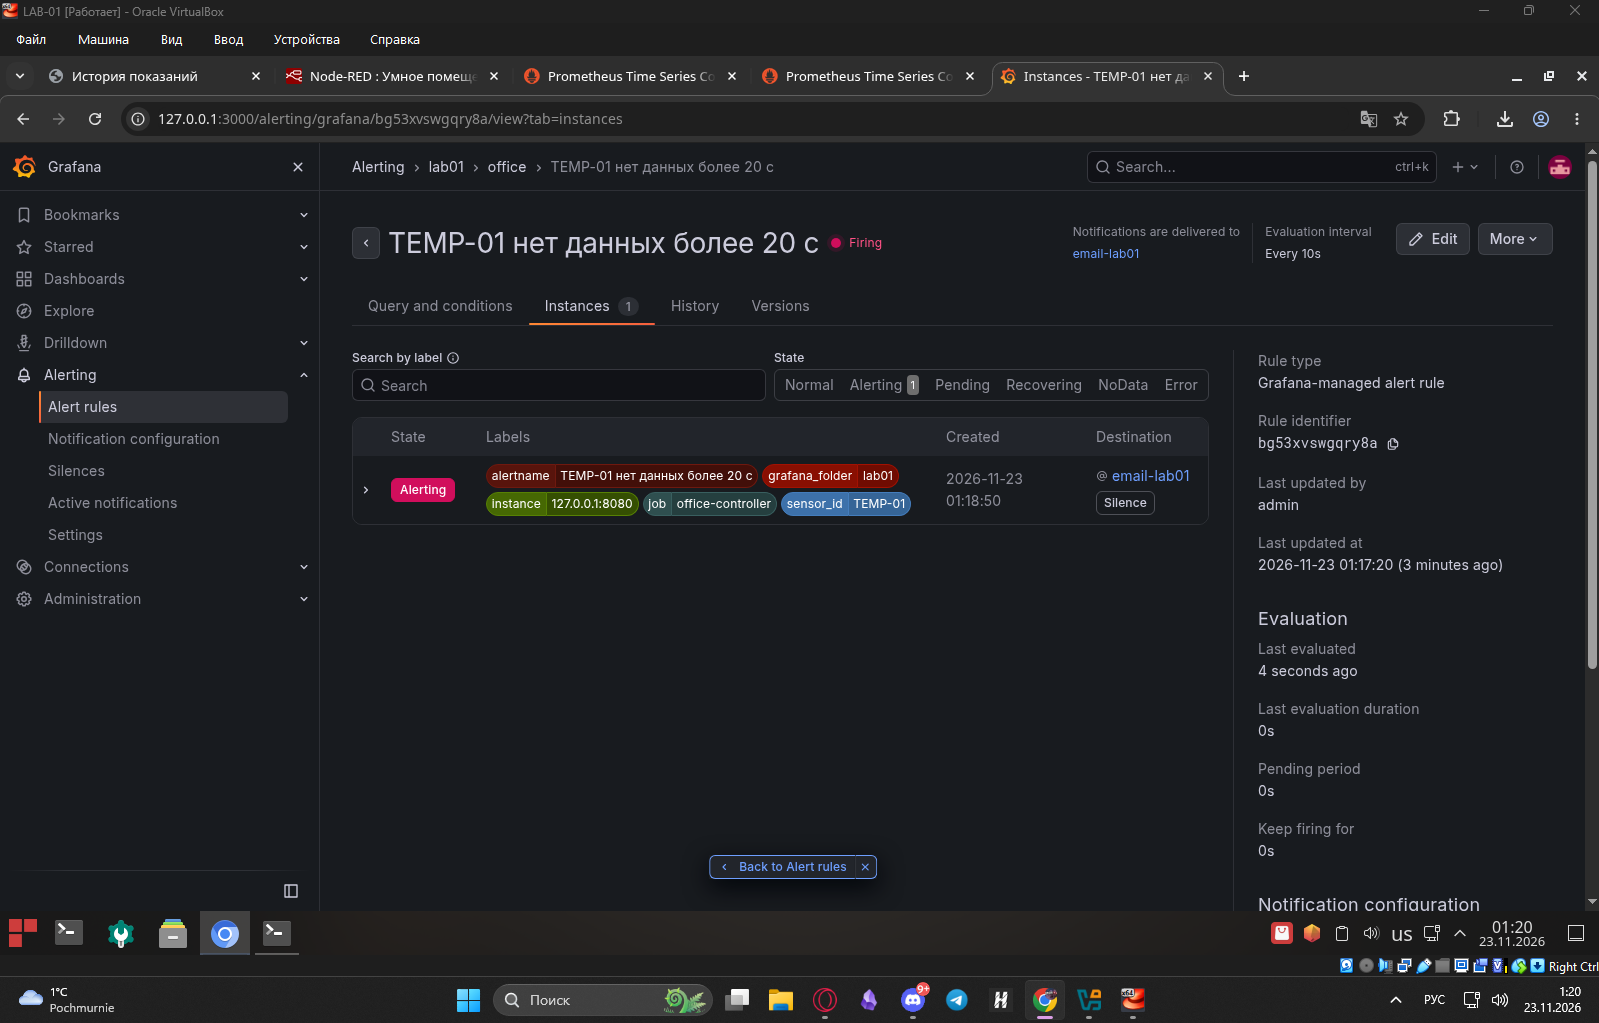 LAB-01 [Работает] - Oracle VirtualBox
Файл Машина Вид Ввод Устройства Справка
История показаний Node-RED : Умное помеще Prometheus Time Series Co Prometheus Time Series Co Instances - TEMP-01 нет да
127.0.0.1:3000/alerting/grafana/bg53xvswgqry8a/view?tab=instances
Grafana
Bookmarks
Starred
Dashboards
Explore
Drilldown
Alerting
Alert rules
Notification configuration
Silences
Active notifications
Settings
Connections
Administration
Alerting › lab01 › office › TEMP-01 нет данных более 20 с
Search... ctrl+k
TEMP-01 нет данных более 20 с Firing
Notifications are delivered to
email-lab01
Evaluation interval
Every 10s
Edit More
Query and conditions Instances 1 History Versions
Search by label
Search
State
Normal Alerting 1 Pending Recovering NoData Error
State Labels Created Destination
Alerting
alertname TEMP-01 нет данных более 20 с grafana_folder lab01
instance 127.0.0.1:8080 job office-controller sensor_id TEMP-01
2026-11-23
01:18:50
@ email-lab01
Silence
Rule type
Grafana-managed alert rule
Rule identifier
bg53xvswgqry8a
Last updated by
admin
Last updated at
2026-11-23 01:17:20 (3 minutes ago)
Evaluation
Last evaluated
4 seconds ago
Last evaluation duration
0s
Pending period
0s
Keep firing for
0s
Notification configuration
Back to Alert rules
us
01:20
23.11.2026
Right Ctrl
1°C
Pochmurnie
Поиск
9+
x64
РУС
1:20
23.11.2026